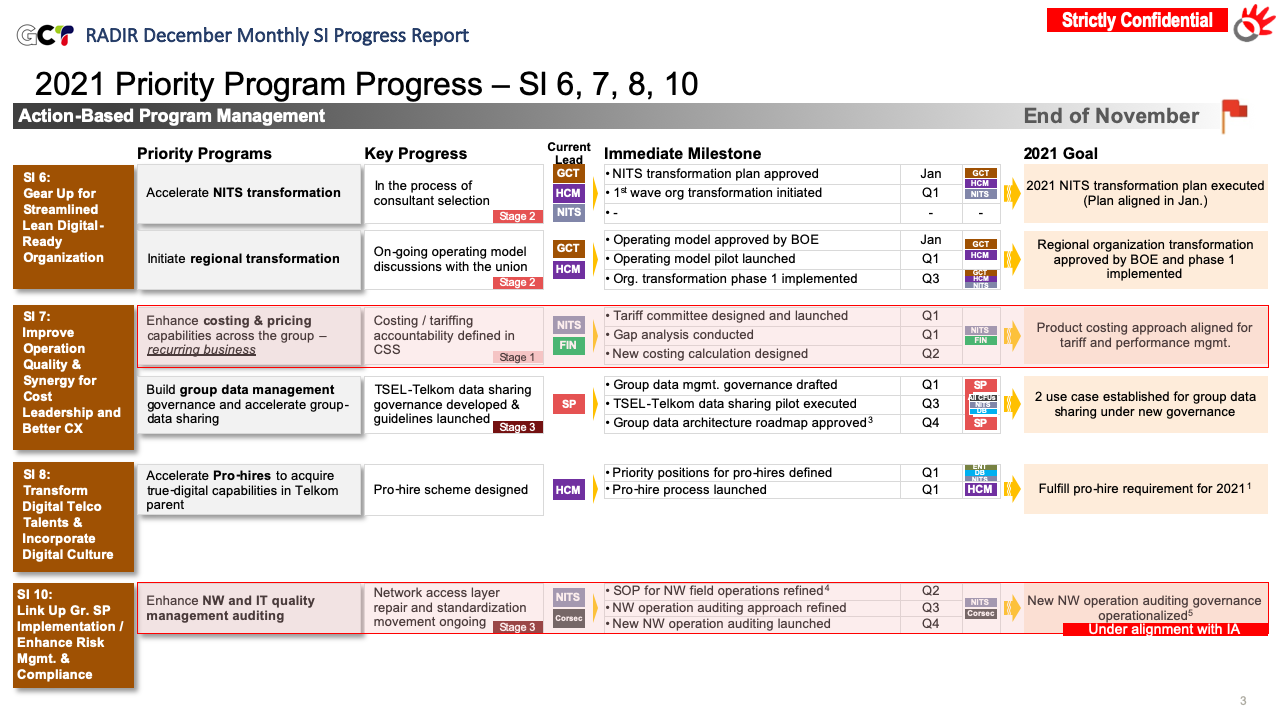 GCT RADIR December Monthly SI Progress Report
Strictly Confidential
2021 Priority Program Progress – SI 6, 7, 8, 10
Action-Based Program Management
End of November
Priority Programs
Key Progress
Current
Lead
Immediate Milestone
2021 Goal
SI 6:
Gear Up for
Streamlined
Lean Digital-
Ready
Organization
Accelerate NITS transformation
In the process of
consultant selection
Stage 2
GCT
HCM
NITS
• NITS transformation plan approved Jan
• 1st wave org transformation initiated Q1
• - - -
GCT
HCM
NITS
2021 NITS transformation plan executed
(Plan aligned in Jan.)
Initiate regional transformation
On-going operating model
discussions with the union
Stage 2
GCT
HCM
• Operating model approved by BOE Jan
• Operating model pilot launched Q1
• Org. transformation phase 1 implemented Q3
GCT
HCM
GCT
HCM
NITS
Regional organization transformation
approved by BOE and phase 1
implemented
SI 7:
Improve
Operation
Quality &
Synergy for
Cost
Leadership and
Better CX
Enhance costing & pricing
capabilities across the group –
recurring business
Costing / tariffing
accountability defined in
CSS
Stage 1
NITS
FIN
• Tariff committee designed and launched Q1
• Gap analysis conducted Q1
• New costing calculation designed Q2
NITS
FIN
Product costing approach aligned for
tariff and performance mgmt.
Build group data management
governance and accelerate group-
data sharing
TSEL-Telkom data sharing
governance developed &
guidelines launched
Stage 3
SP
• Group data mgmt. governance drafted Q1
• TSEL-Telkom data sharing pilot executed Q3
• Group data architecture roadmap approved3 Q4
SP
All CFUs
NITS
DB
SP
2 use case established for group data
sharing under new governance
SI 8:
Transform
Digital Telco
Talents &
Incorporate
Digital Culture
Accelerate Pro-hires to acquire
true-digital capabilities in Telkom
parent
Pro-hire scheme designed
HCM
• Priority positions for pro-hires defined Q1
• Pro-hire process launched Q1
ENT
DB
NITS
HCM
Fulfill pro-hire requirement for 20211
SI 10:
Link Up Gr. SP
Implementation /
Enhance Risk
Mgmt. &
Compliance
Enhance NW and IT quality
management auditing
Network access layer
repair and standardization
movement ongoing
Stage 3
NITS
Corsec
• SOP for NW field operations refined4 Q2
• NW operation auditing approach refined Q3
• New NW operation auditing launched Q4
NITS
Corsec
New NW operation auditing governance
operationalized5
Under alignment with IA
3